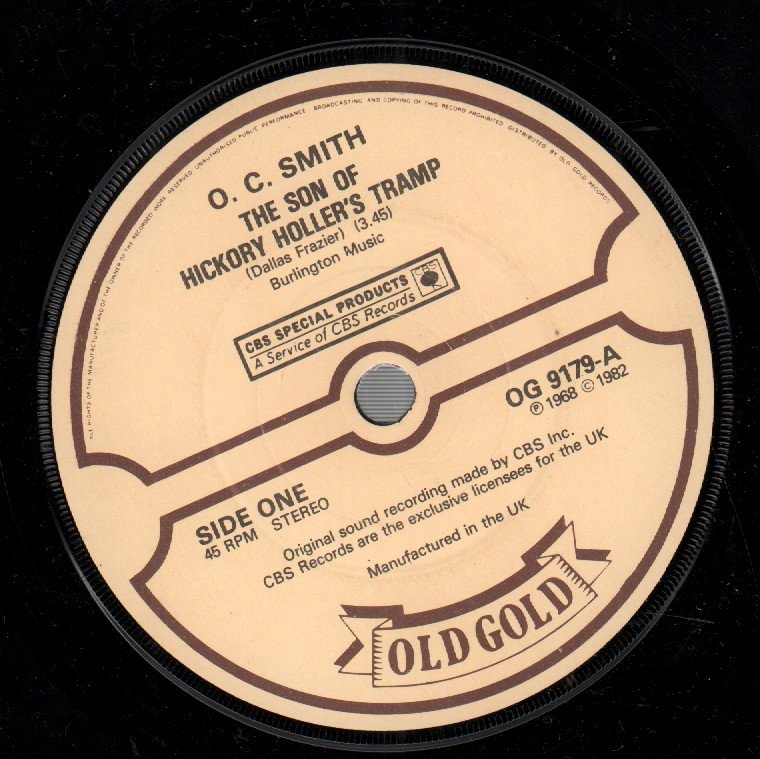 ALL RIGHTS OF THE MANUFACTURER AND OF THE OWNER OF THE RECORDED WORK RESERVED. UNAUTHORISED PUBLIC PERFORMANCE BROADCASTING AND COPYING OF THIS RECORD PROHIBITED DISTRIBUTED BY OLD GOLD RECORDS
O. C. SMITH
THE SON OF
HICKORY HOLLER'S TRAMP
(Dallas Frazier) (3.45)
Burlington Music
CBS SPECIAL PRODUCTS
A Service of CBS Records
CBS
OG 9179-A
℗ 1968 © 1982
SIDE ONE
45 RPM STEREO
Original sound recording made by CBS Inc.
CBS Records are the exclusive licensees for the UK
Manufactured in the UK
OLD GOLD